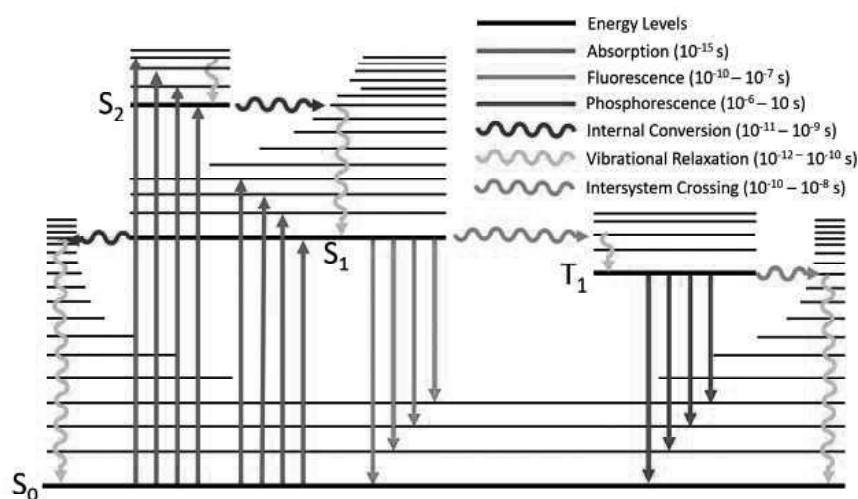 Energy Levels
Absorption (10⁻¹⁵ s)
Fluorescence (10⁻¹⁰ – 10⁻⁷ s)
Phosphorescence (10⁻⁶ – 10 s)
Internal Conversion (10⁻¹¹ – 10⁻⁹ s)
Vibrational Relaxation (10⁻¹² – 10⁻¹⁰ s)
Intersystem Crossing (10⁻¹⁰ – 10⁻⁸ s)
S₂
S₁
T₁
S₀